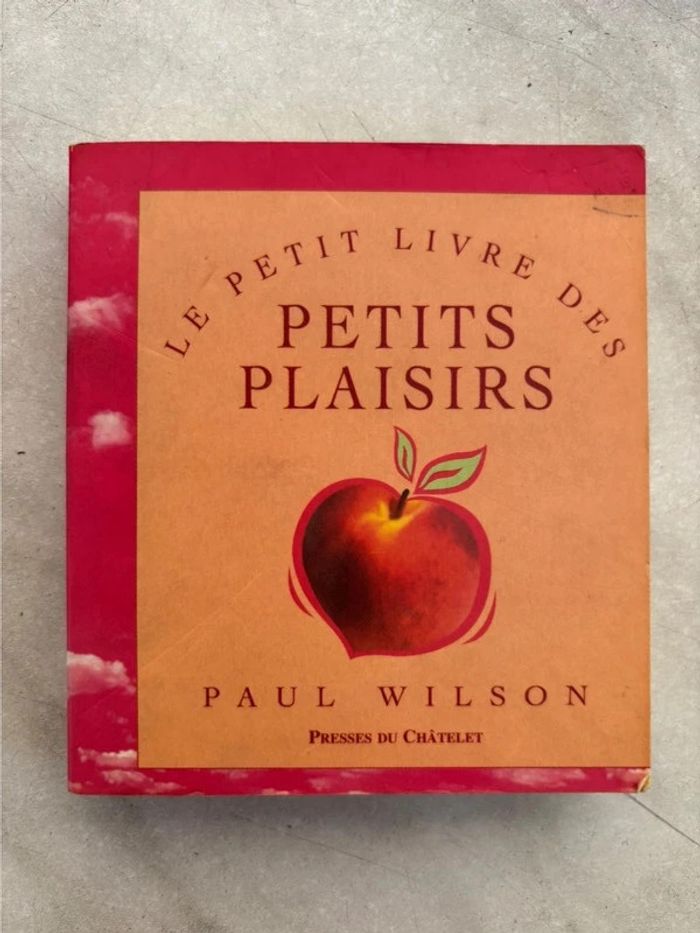 LE PETIT LIVRE DES
PETITS
PLAISIRS
PAUL WILSON
PRESSES DU CHÂTELET